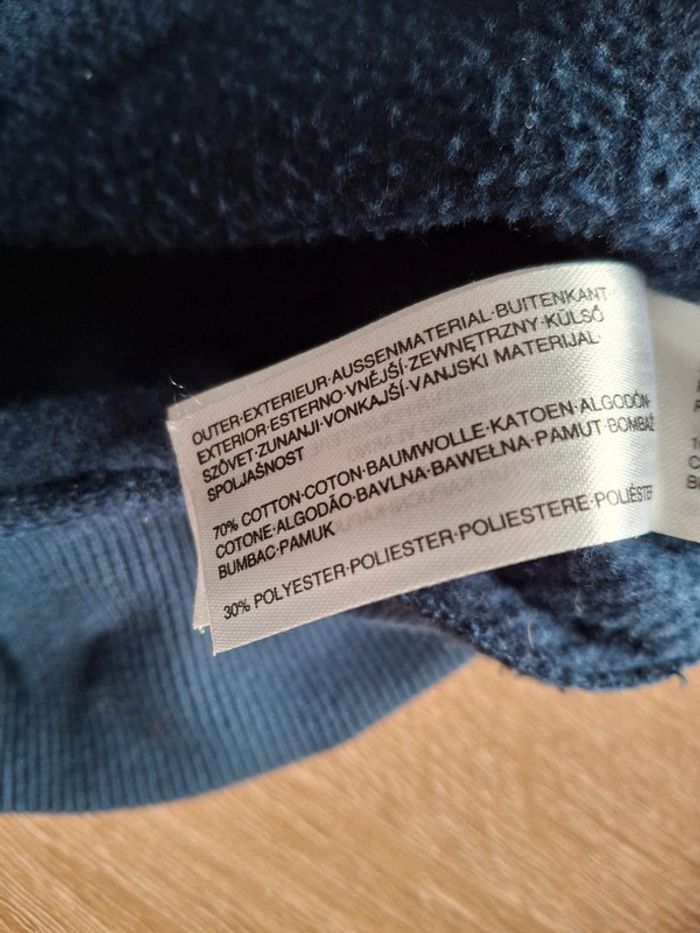 OUTER·EXTERIEUR·AUSSENMATERIAL·BUITENKANT
EXTERIOR·ESTERNO·VNĚJŠÍ·ZEWNĘTRZNY·KÜLSŐ
SZÖVET·ZUNANJI·VONKAJŠÍ·VANJSKI MATERIJAL·
SPOLJAŠNOST
70% COTTON·COTON·BAUMWOLLE·KATOEN·ALGODÓN·
COTONE·ALGODÃO·BAVLNA·BAWEŁNA·PAMUT·BOMBAŽ
BUMBAC·PAMUK
30% POLYESTER·POLIESTER·POLIESTERE·POLIÉSTER